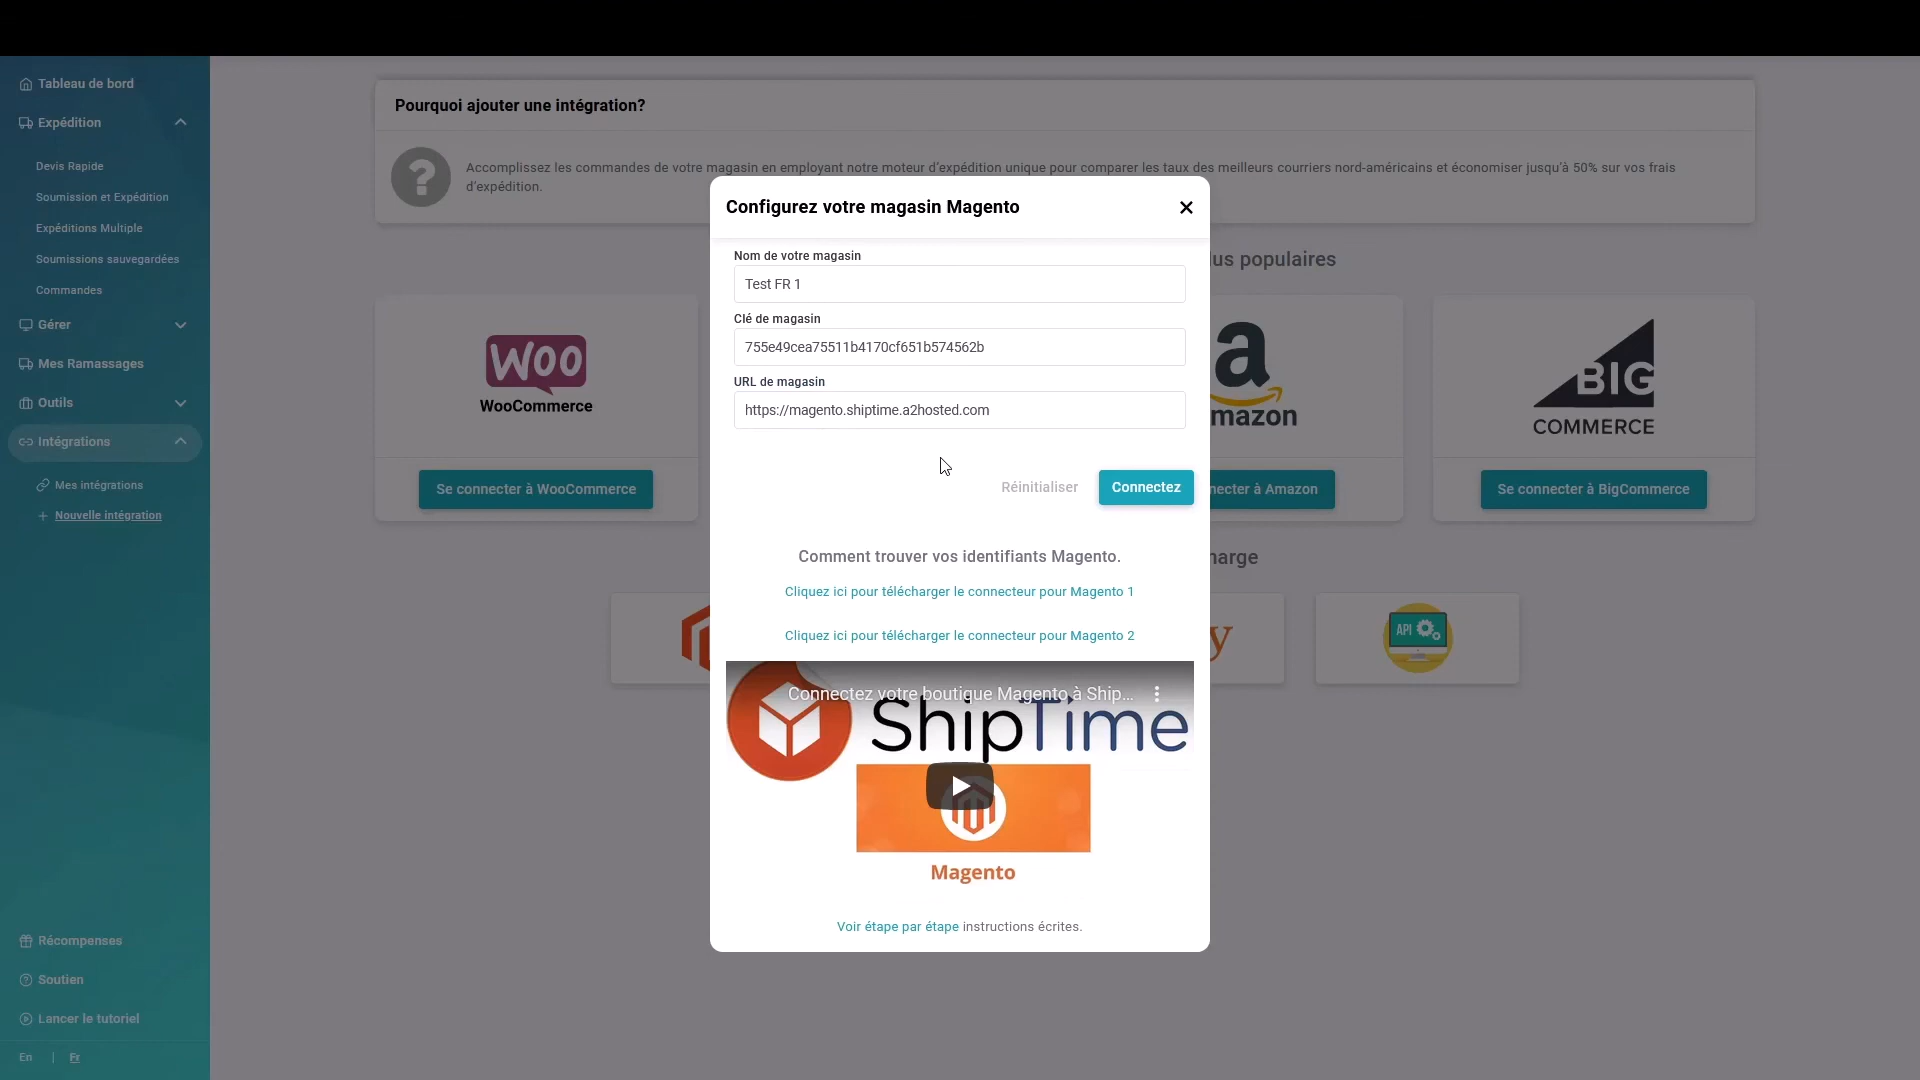 Tableau de bord
Expédition
Devis Rapide
Soumission et Expédition
Expéditions Multiple
Soumissions sauvegardées
Commandes
Gérer
Mes Ramassages
Outils
Intégrations
Mes intégrations
Nouvelle intégration
Récompenses
Soutien
Lancer le tutoriel
En | Fr
Pourquoi ajouter une intégration?
Accomplissez les commandes de votre magasin en employant notre moteur d'expédition unique pour comparer les taux des meilleurs courriers nord-américains et économiser jusqu'à 50% sur vos frais
d'expédition.
lus populaires
Woo
WooCommerce
Se connecter à WooCommerce
a
mazon
necter à Amazon
BIG
COMMERCE
Se connecter à BigCommerce
harge
y
API
Configurez votre magasin Magento
Nom de votre magasin
Test FR 1
Clé de magasin
755e49cea75511b4170cf651b574562b
URL de magasin
https://magento.shiptime.a2hosted.com
Réinitialiser
Connectez
Comment trouver vos identifiants Magento.
Cliquez ici pour télécharger le connecteur pour Magento 1
Cliquez ici pour télécharger le connecteur pour Magento 2
Connectez votre boutique Magento à Ship...
ShipTime
Magento
Voir étape par étape instructions écrites.